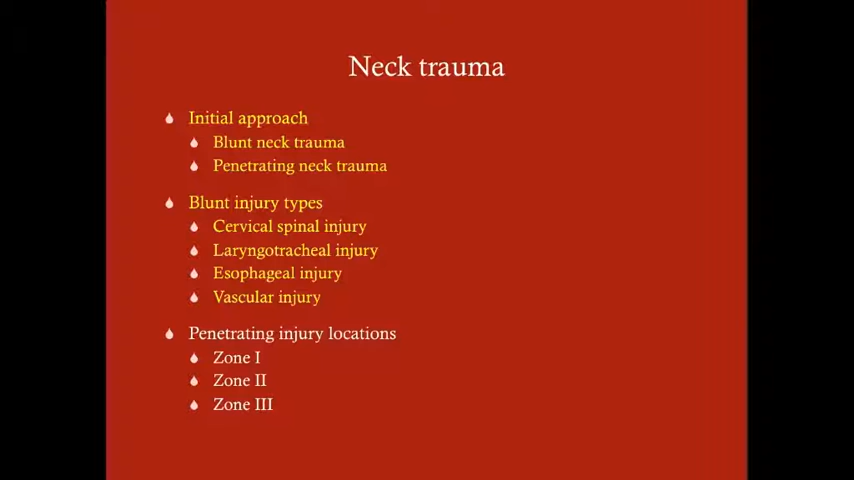 Neck trauma
Initial approach
Blunt neck trauma
Penetrating neck trauma
Blunt injury types
Cervical spinal injury
Laryngotracheal injury
Esophageal injury
Vascular injury
Penetrating injury locations
Zone I
Zone II
Zone III